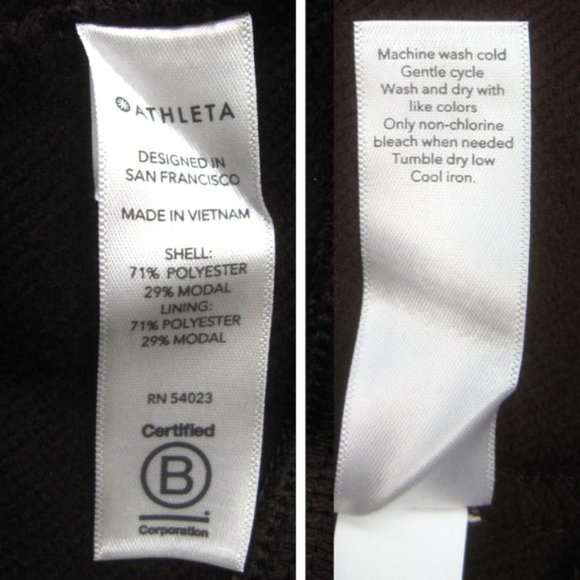 ATHLETA
DESIGNED IN
SAN FRANCISCO
MADE IN VIETNAM
SHELL:
71% POLYESTER
29% MODAL
LINING:
71% POLYESTER
29% MODAL
RN 54023
Certified
B
Corporation
Machine wash cold
Gentle cycle
Wash and dry with
like colors
Only non-chlorine
bleach when needed
Tumble dry low
Cool iron.